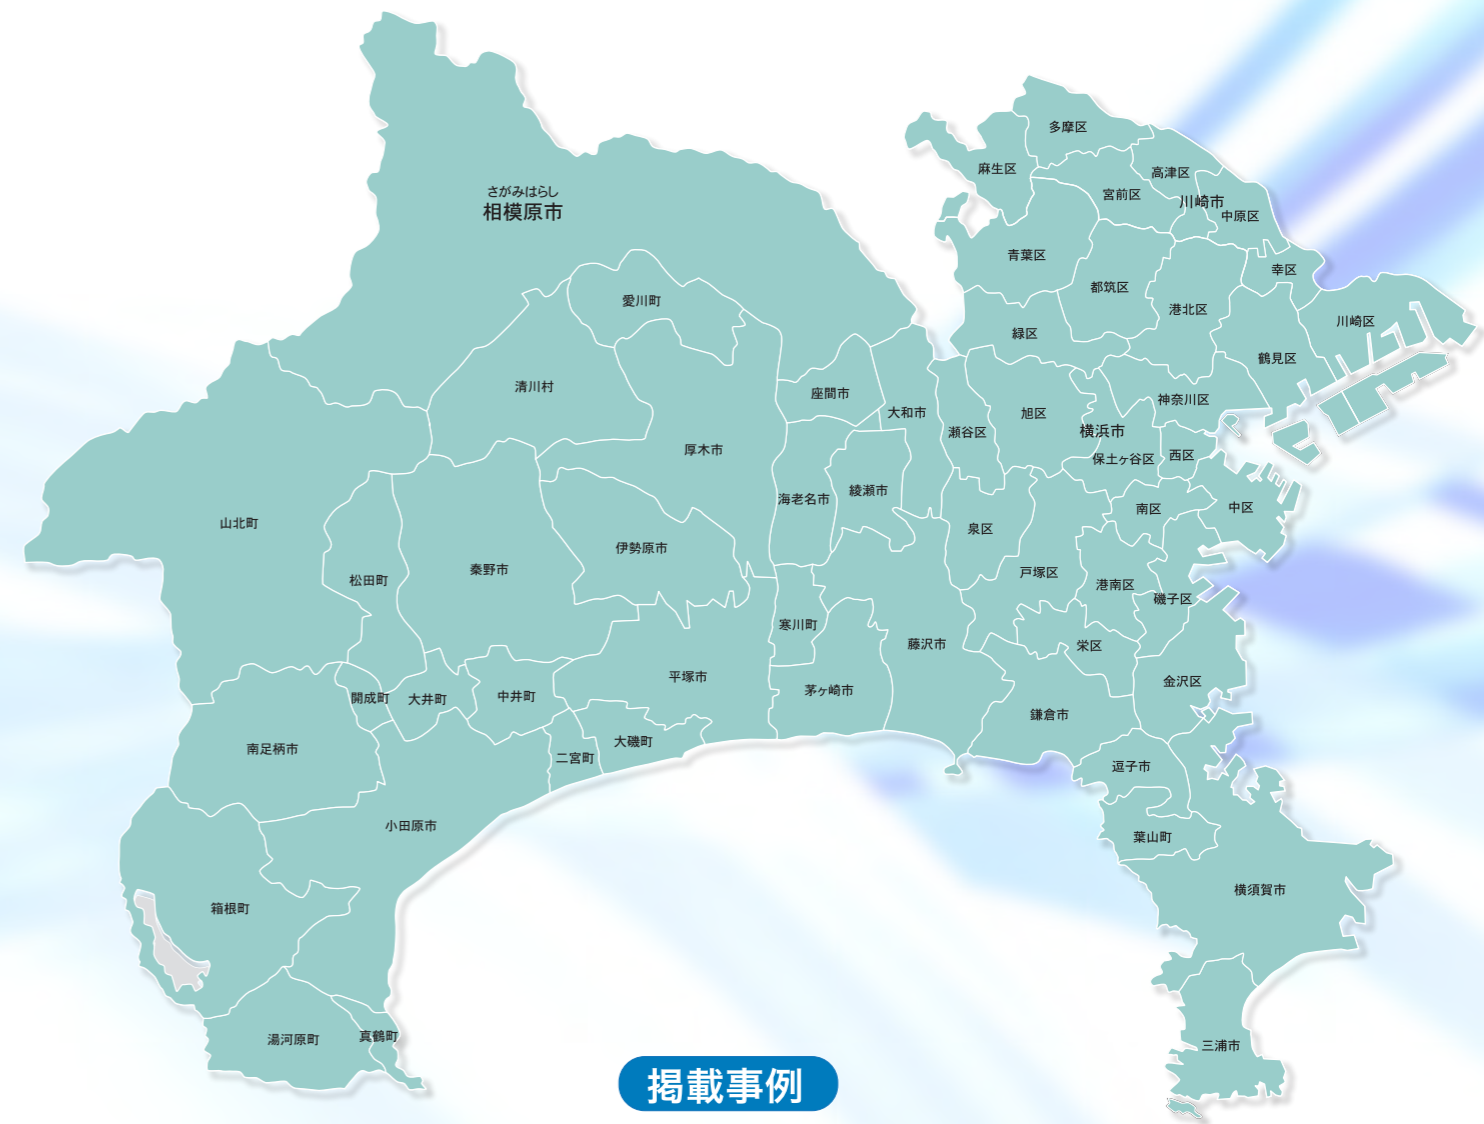 さがみはらし
相模原市
多摩区
麻生区
高津区
宮前区
川崎市
中原区
青葉区
幸区
都筑区
港北区
川崎区
緑区
鶴見区
愛川町
清川村
座間市
大和市
旭区
神奈川区
瀬谷区
横浜市
保土ヶ谷区
西区
厚木市
海老名市
綾瀬市
南区
中区
泉区
山北町
伊勢原市
秦野市
松田町
戸塚区
港南区
磯子区
寒川町
藤沢市
栄区
平塚市
茅ヶ崎市
金沢区
開成町
大井町
中井町
鎌倉市
南足柄市
大磯町
二宮町
逗子市
小田原市
葉山町
横須賀市
箱根町
湯河原町
真鶴町
三浦市
掲載事例